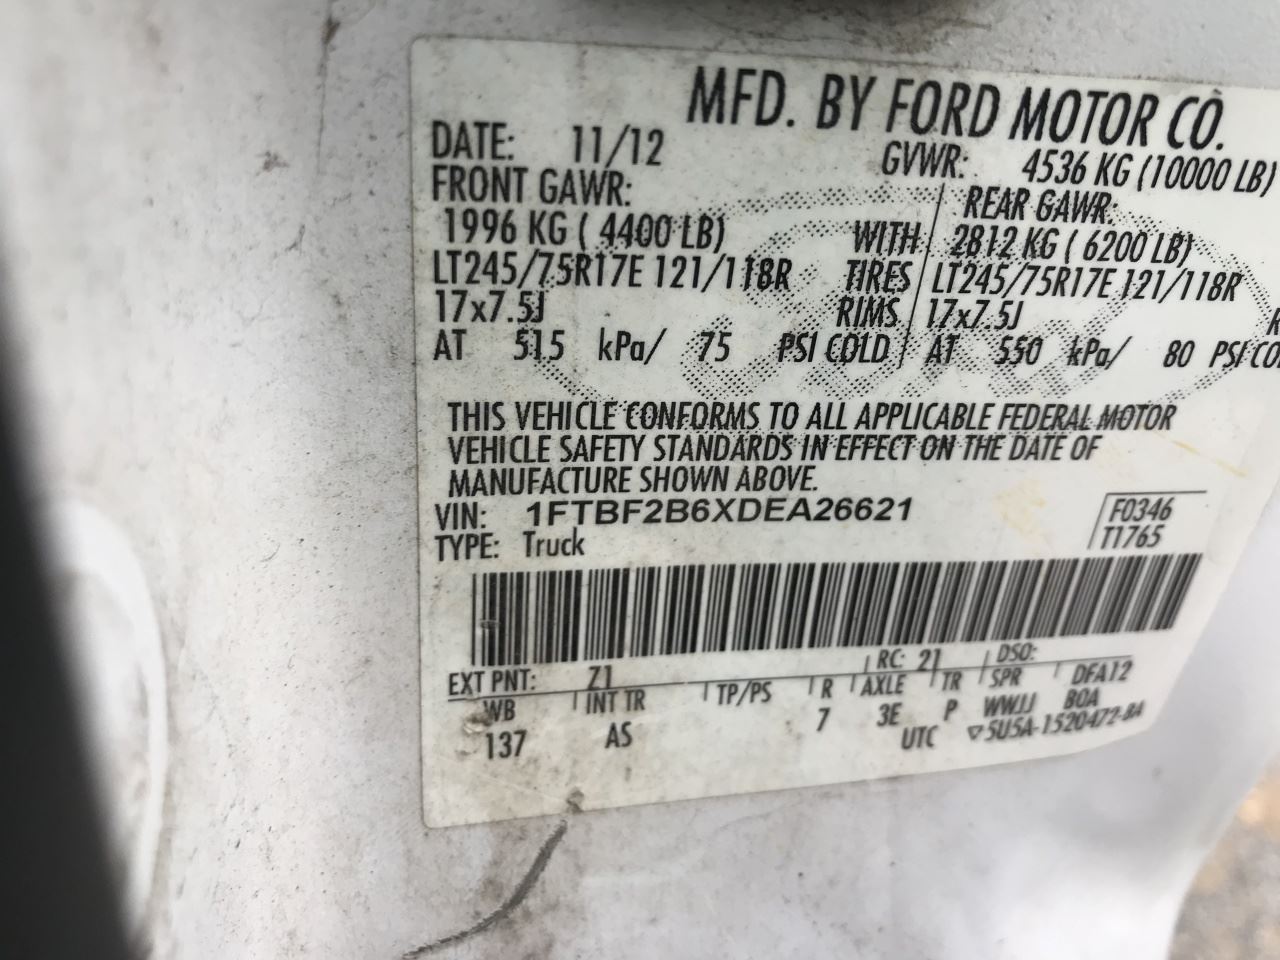 MFD. BY FORD MOTOR CO.
DATE: 11/12 GVWR: 4536 KG (10000 LB)
FRONT GAWR: REAR GAWR:
1996 KG ( 4400 LB) WITH 2812 KG ( 6200 LB)
LT245/75R17E 121/118R TIRES LT245/75R17E 121/118R
17x7.5J RIMS 17x7.5J
AT 515 kPa/ 75 PSI COLD AT 550 kPa/ 80 PSI
THIS VEHICLE CONFORMS TO ALL APPLICABLE FEDERAL MOTOR
VEHICLE SAFETY STANDARDS IN EFFECT ON THE DATE OF
MANUFACTURE SHOWN ABOVE.
VIN: 1FTBF2B6XDEA26621 F0346
TYPE: Truck T1765
EXT PNT: Z1 RC: 21 DSO:
WB INT TR TP/PS R AXLE TR SPR DFA12
137 AS 7 3E P WWJJ BOA
UTC ▽5U5A-1520472-BA